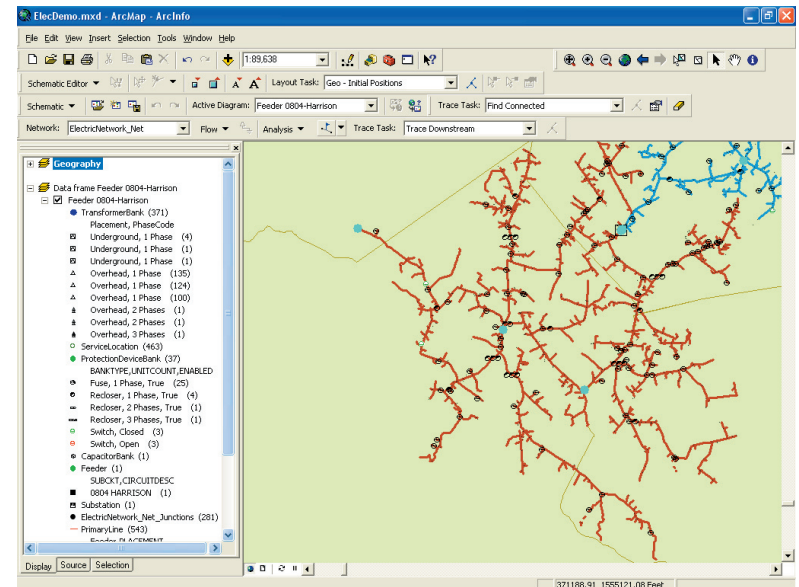 ElecDemo.mxd - ArcMap - ArcInfo
File Edit View Insert Selection Tools Window Help
1:89,638
Schematic Editor Layout Task: Geo - Initial Positions
Schematic Active Diagram: Feeder 0804-Harrison Trace Task: Find Connected
Network: ElectricNetwork_Net Flow Analysis Trace Task: Trace Downstream
Geography
Data frame Feeder 0804-Harrison
Feeder 0804-Harrison
TransformerBank (371)
Placement, PhaseCode
Underground, 1 Phase (4)
Underground, 1 Phase (1)
Underground, 1 Phase (1)
Overhead, 1 Phase (135)
Overhead, 1 Phase (124)
Overhead, 1 Phase (100)
Overhead, 2 Phases (1)
Overhead, 2 Phases (1)
Overhead, 3 Phases (1)
ServiceLocation (463)
ProtectionDeviceBank (37)
BANKTYPE,UNITCOUNT,ENABLED
Fuse, 1 Phase, True (25)
Recloser, 1 Phase, True (4)
Recloser, 2 Phases, True (1)
Recloser, 3 Phases, True (1)
Switch, Closed (3)
Switch, Open (3)
CapacitorBank (1)
Feeder (1)
SUBCKT,CIRCUITDESC
0804 HARRISON (1)
Substation (1)
ElectricNetwork_Net_Junctions (281)
PrimaryLine (543)
Feeder PLACEMENT
Display Source Selection
371188.91 1555121.08 Feet